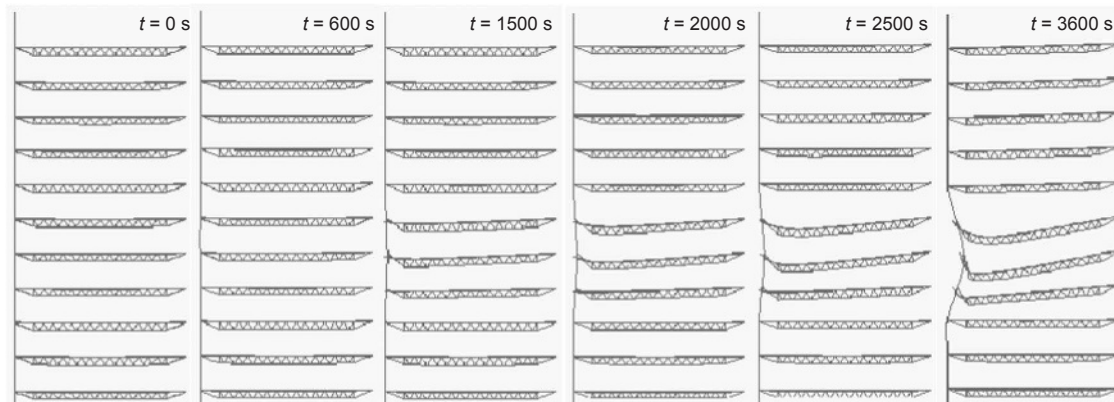 t = 0 s
t = 600 s
t = 1500 s
t = 2000 s
t = 2500 s
t = 3600 s